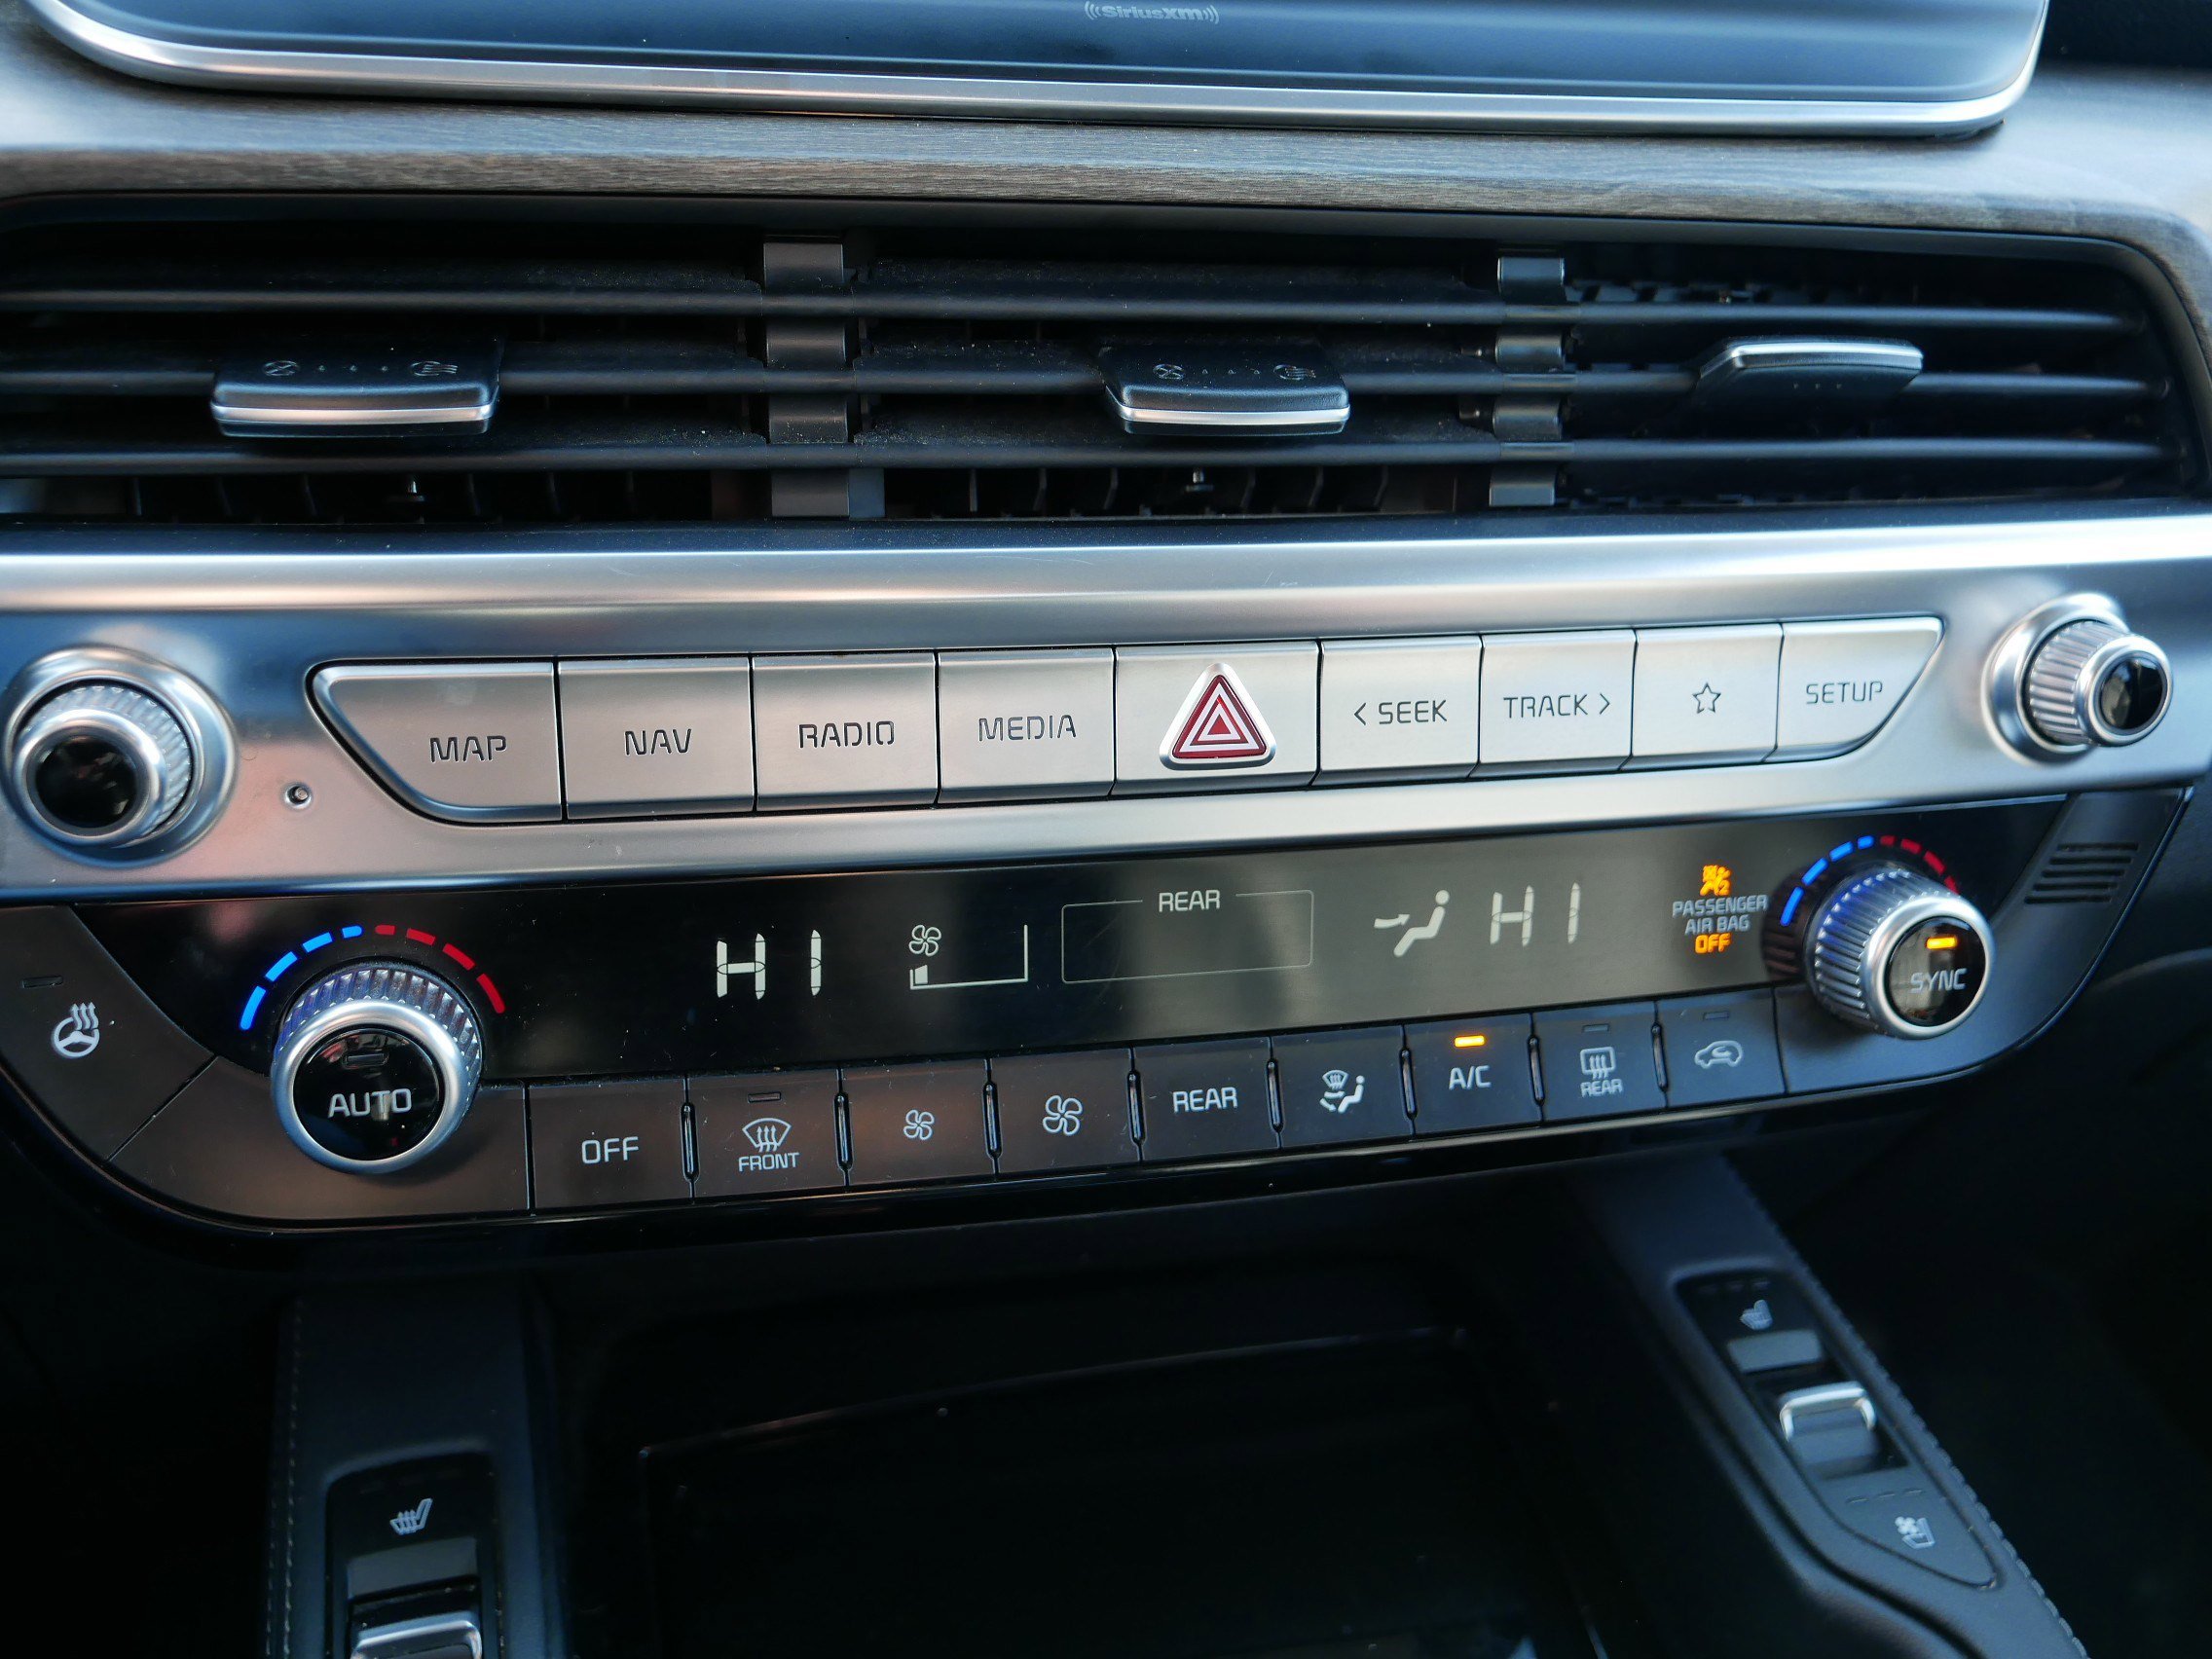 SiriusXM
MAP
NAV
RADIO
MEDIA
< SEEK
TRACK >
SETUP
HI
REAR
HI
PASSENGER
AIR BAG
OFF
AUTO
SYNC
OFF
FRONT
REAR
A/C
REAR